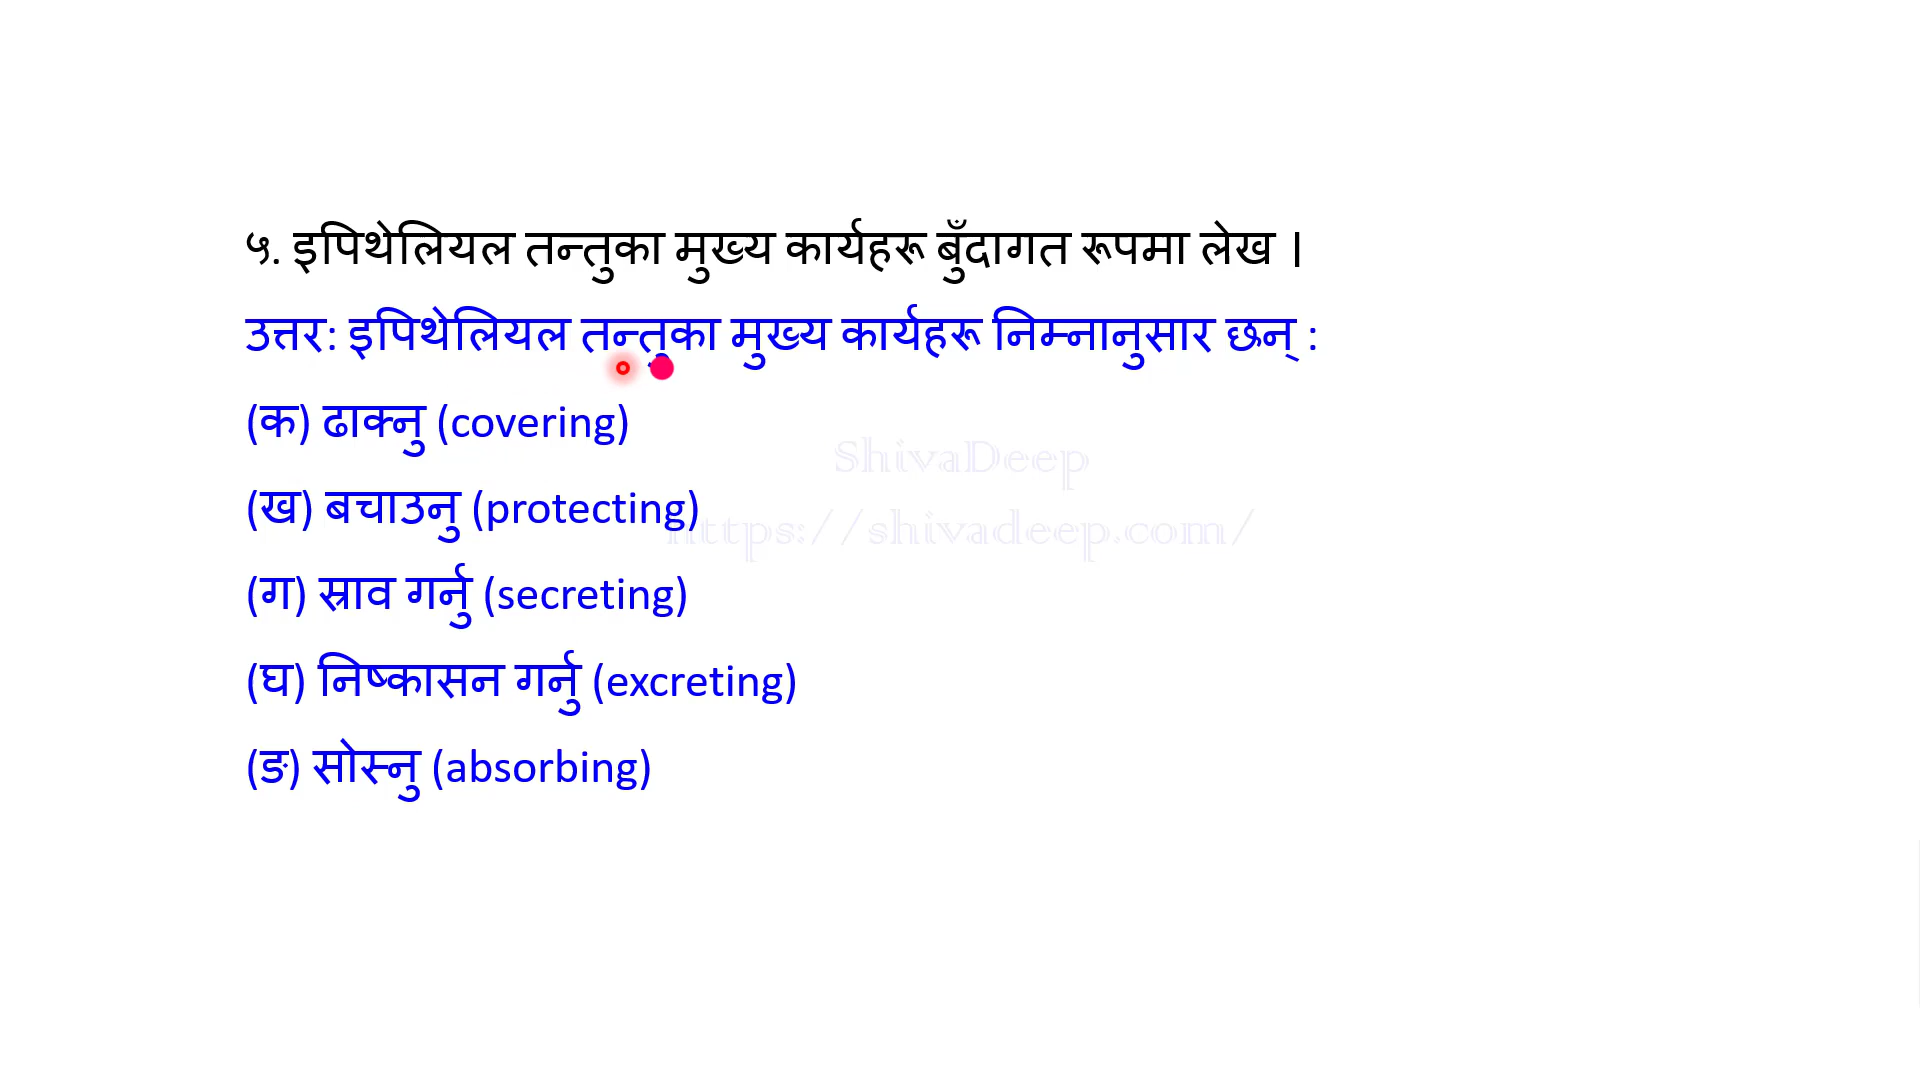 ५. इपिथेलियल तन्तुका मुख्य कार्यहरू बुँदागत रूपमा लेख ।
उत्तरः इपिथेलियल तन्तुका मुख्य कार्यहरू निम्नानुसार छन् :
(क) ढाक्नु (covering)
(ख) बचाउनु (protecting)
(ग) स्राव गर्नु (secreting)
(घ) निष्कासन गर्नु (excreting)
(ङ) सोस्नु (absorbing)
ShivaDeep
https://shivadeep.com/